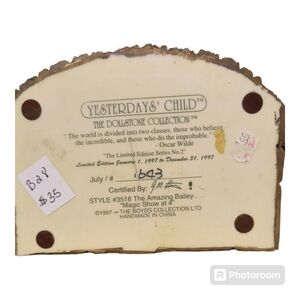 YESTERDAYS' CHILD™
THE DOLLSTONE COLLECTION™
"The world is divided into two classes, those who believe
the incredible, and those who do the improbable."
- Oscar Wilde
"The Limited Edition Series No.2"
Limited Edition January 1, 1997 to December 31, 1997
July / # 1643
Certified By:
STYLE #3518 The Amazing Bailey . . .
"Magic Show at 4"
©1997 – THE BOYDS COLLECTION LTD
HANDMADE IN CHINA
B28
$35
Photoroom